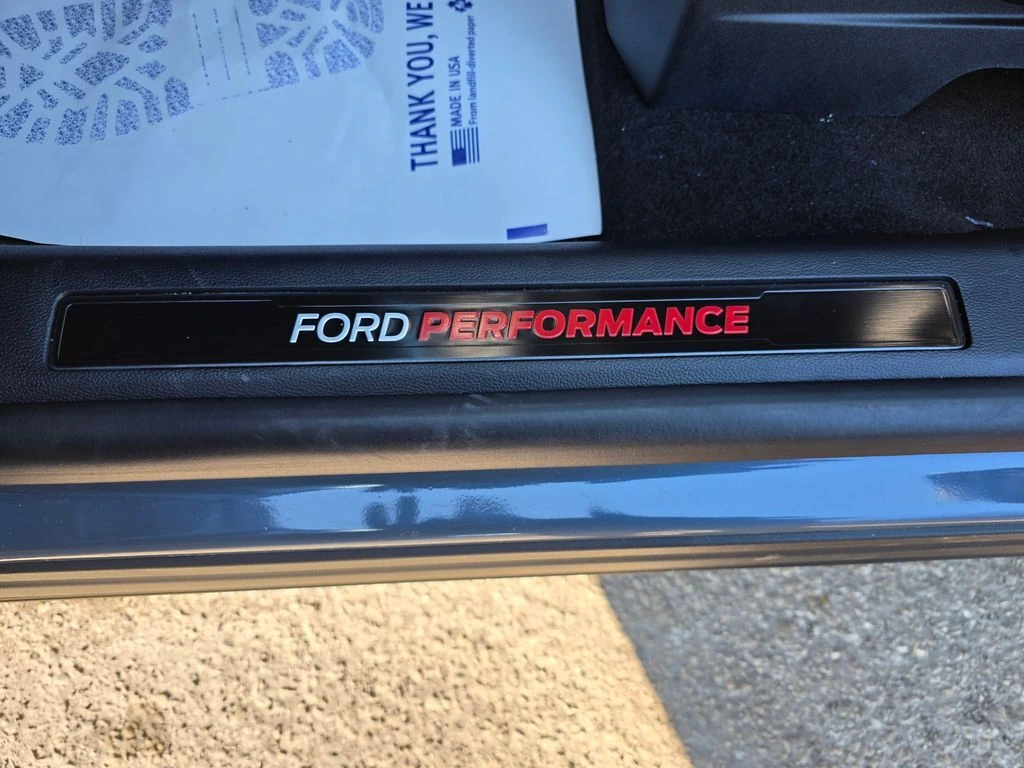 THANK YOU, WE
MADE IN USA
From landfill-diverted paper
FORD PERFORMANCE